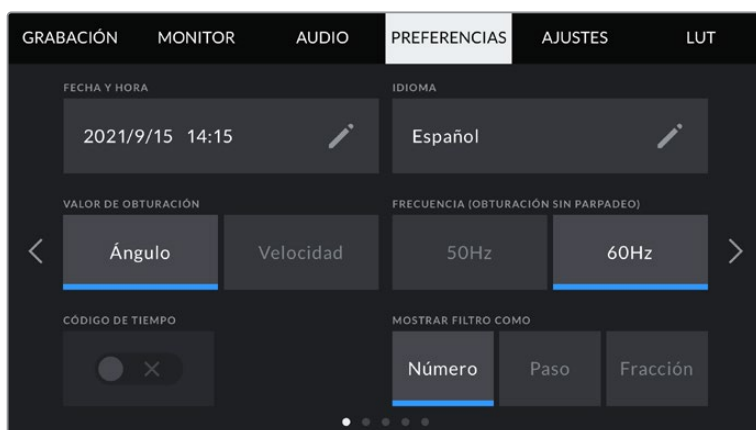 GRABACIÓN MONITOR AUDIO PREFERENCIAS AJUSTES LUT
FECHA Y HORA IDIOMA
2021/9/15 14:15 Español
VALOR DE OBTURACIÓN FRECUENCIA (OBTURACIÓN SIN PARPADEO)
Ángulo Velocidad 50Hz 60Hz
CÓDIGO DE TIEMPO MOSTRAR FILTRO COMO
Número Paso Fracción